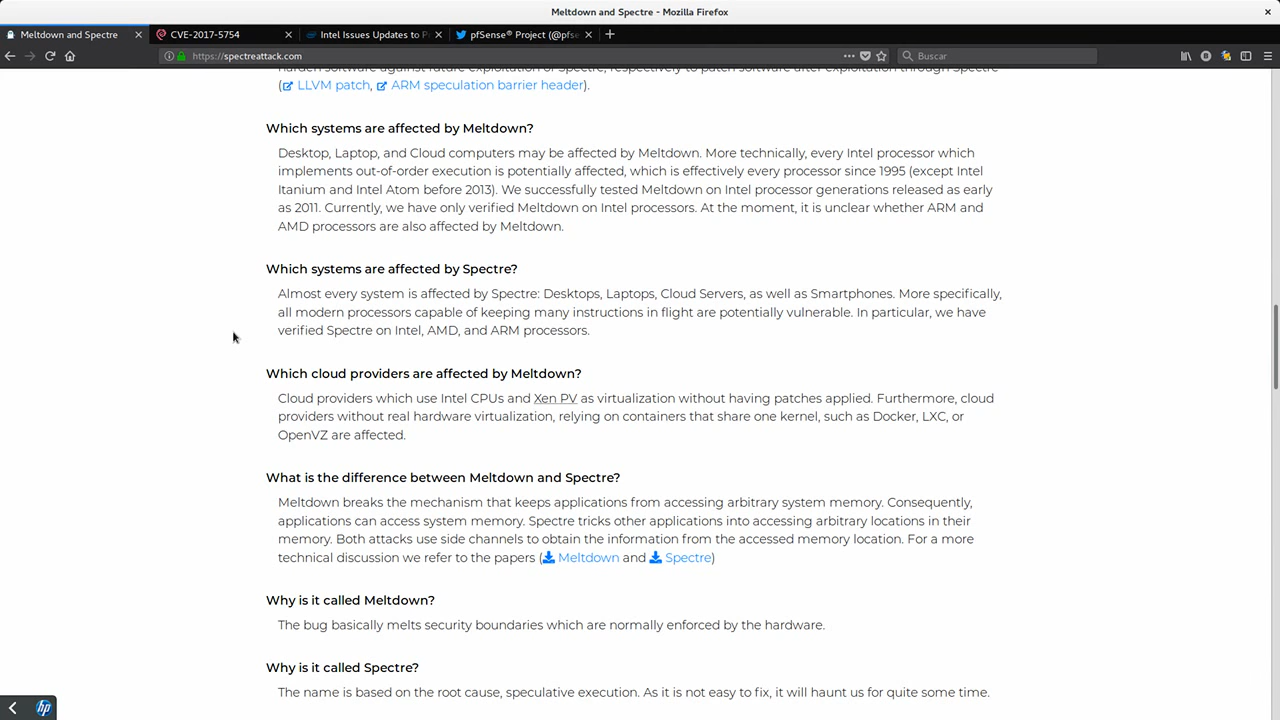 Meltdown and Spectre - Mozilla Firefox
Meltdown and Spectre
CVE-2017-5754
Intel Issues Updates to P
pfSense® Project (@pfse
https://spectreattack.com
Buscar
harden software against future exploitation of Spectre, respectively to patch software after exploitation through Spectre
(LLVM patch, ARM speculation barrier header).
Which systems are affected by Meltdown?
Desktop, Laptop, and Cloud computers may be affected by Meltdown. More technically, every Intel processor which
implements out-of-order execution is potentially affected, which is effectively every processor since 1995 (except Intel
Itanium and Intel Atom before 2013). We successfully tested Meltdown on Intel processor generations released as early
as 2011. Currently, we have only verified Meltdown on Intel processors. At the moment, it is unclear whether ARM and
AMD processors are also affected by Meltdown.
Which systems are affected by Spectre?
Almost every system is affected by Spectre: Desktops, Laptops, Cloud Servers, as well as Smartphones. More specifically,
all modern processors capable of keeping many instructions in flight are potentially vulnerable. In particular, we have
verified Spectre on Intel, AMD, and ARM processors.
Which cloud providers are affected by Meltdown?
Cloud providers which use Intel CPUs and Xen PV as virtualization without having patches applied. Furthermore, cloud
providers without real hardware virtualization, relying on containers that share one kernel, such as Docker, LXC, or
OpenVZ are affected.
What is the difference between Meltdown and Spectre?
Meltdown breaks the mechanism that keeps applications from accessing arbitrary system memory. Consequently,
applications can access system memory. Spectre tricks other applications into accessing arbitrary locations in their
memory. Both attacks use side channels to obtain the information from the accessed memory location. For a more
technical discussion we refer to the papers (Meltdown and Spectre)
Why is it called Meltdown?
The bug basically melts security boundaries which are normally enforced by the hardware.
Why is it called Spectre?
The name is based on the root cause, speculative execution. As it is not easy to fix, it will haunt us for quite some time.
hp